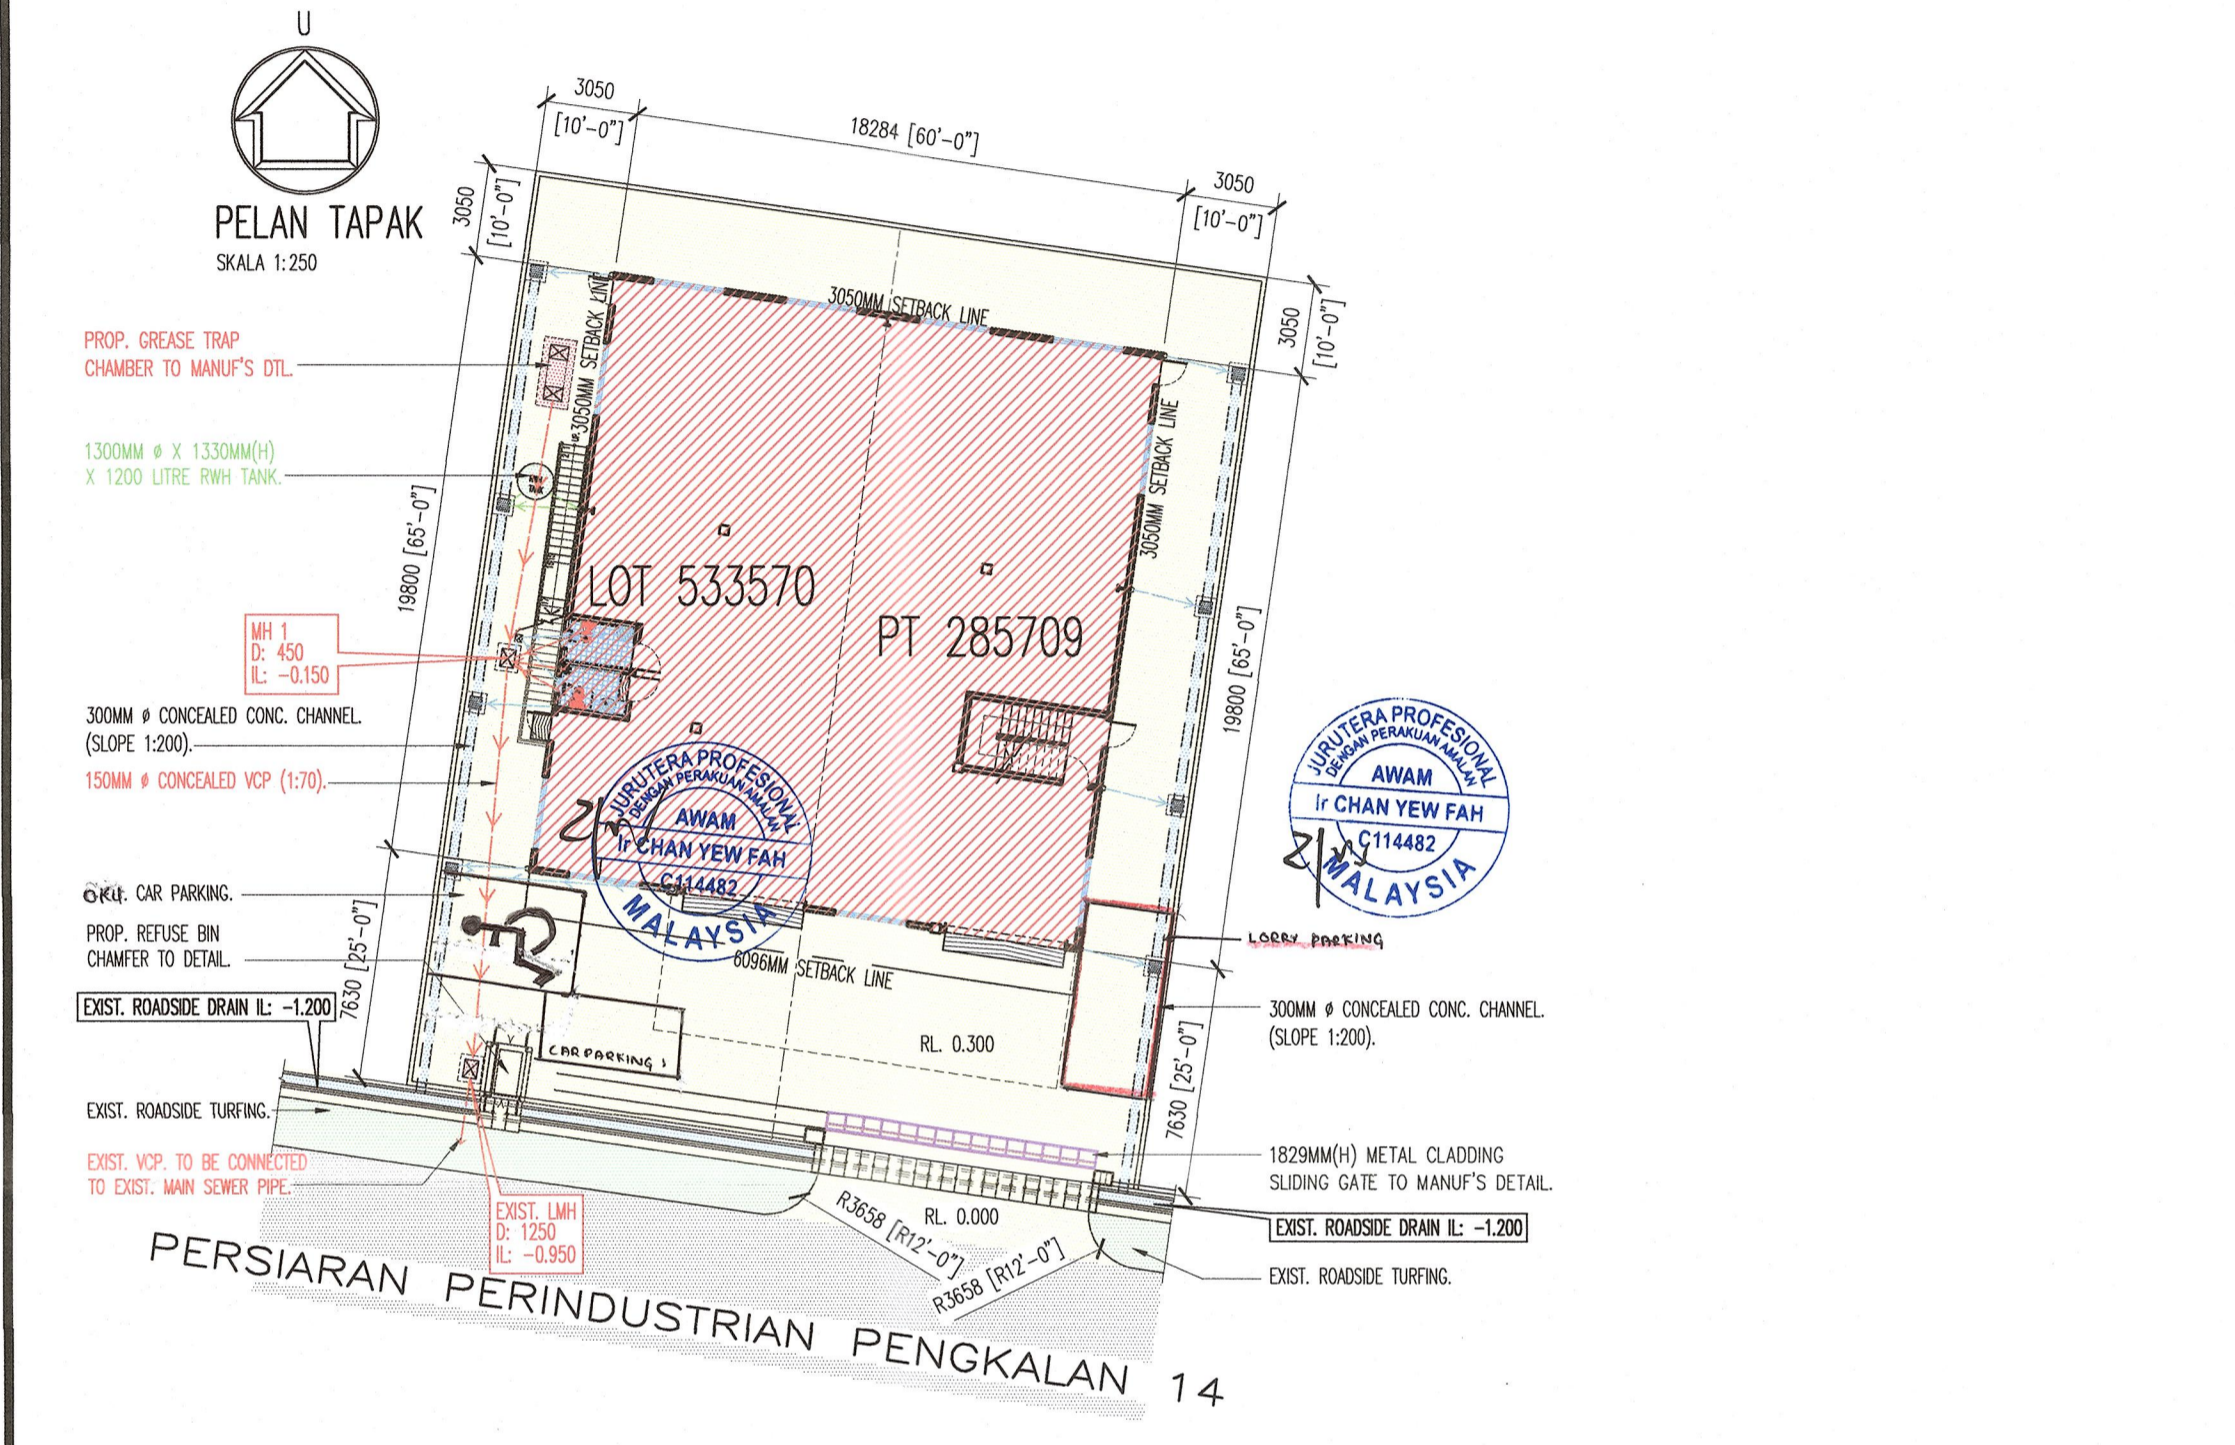 U
PELAN TAPAK
SKALA 1:250
3050
[10'-0"]
18284 [60'-0"]
3050
[10'-0"]
3050
[10'-0"]
3050
[10'-0"]
3050MM SETBACK LINE
3050MM SETBACK LINE
3050MM SETBACK LINE
PROP. GREASE TRAP
CHAMBER TO MANUF'S DTL.
1300MM ø X 1330MM(H)
X 1200 LITRE RWH TANK.
19800 [65'-0"]
LOT 533570
PT 285709
19800 [65'-0"]
MH 1
D: 450
IL: -0.150
300MM ø CONCEALED CONC. CHANNEL.
(SLOPE 1:200).
150MM ø CONCEALED VCP (1:70).
JURUTERA PROFESIONAL
DENGAN PERAKUAN AMALAN
AWAM
Ir CHAN YEW FAH
C114482
MALAYSIA
JURUTERA PROFESIONAL
DENGAN PERAKUAN AMALAN
AWAM
Ir CHAN YEW FAH
C114482
MALAYSIA
OKU. CAR PARKING.
PROP. REFUSE BIN
CHAMFER TO DETAIL.
EXIST. ROADSIDE DRAIN IL: -1.200
7630 [25'-0"]
6096MM SETBACK LINE
LORRY PARKING
300MM ø CONCEALED CONC. CHANNEL.
(SLOPE 1:200).
RL. 0.300
CAR PARKING 1
7630 [25'-0"]
EXIST. ROADSIDE TURFING.
EXIST. VCP. TO BE CONNECTED
TO EXIST. MAIN SEWER PIPE.
EXIST. LMH
D: 1250
IL: -0.950
1829MM(H) METAL CLADDING
SLIDING GATE TO MANUF'S DETAIL.
EXIST. ROADSIDE DRAIN IL: -1.200
EXIST. ROADSIDE TURFING.
R3658 [R12'-0"]
RL. 0.000
R3658 [R12'-0"]
PERSIARAN PERINDUSTRIAN PENGKALAN 14